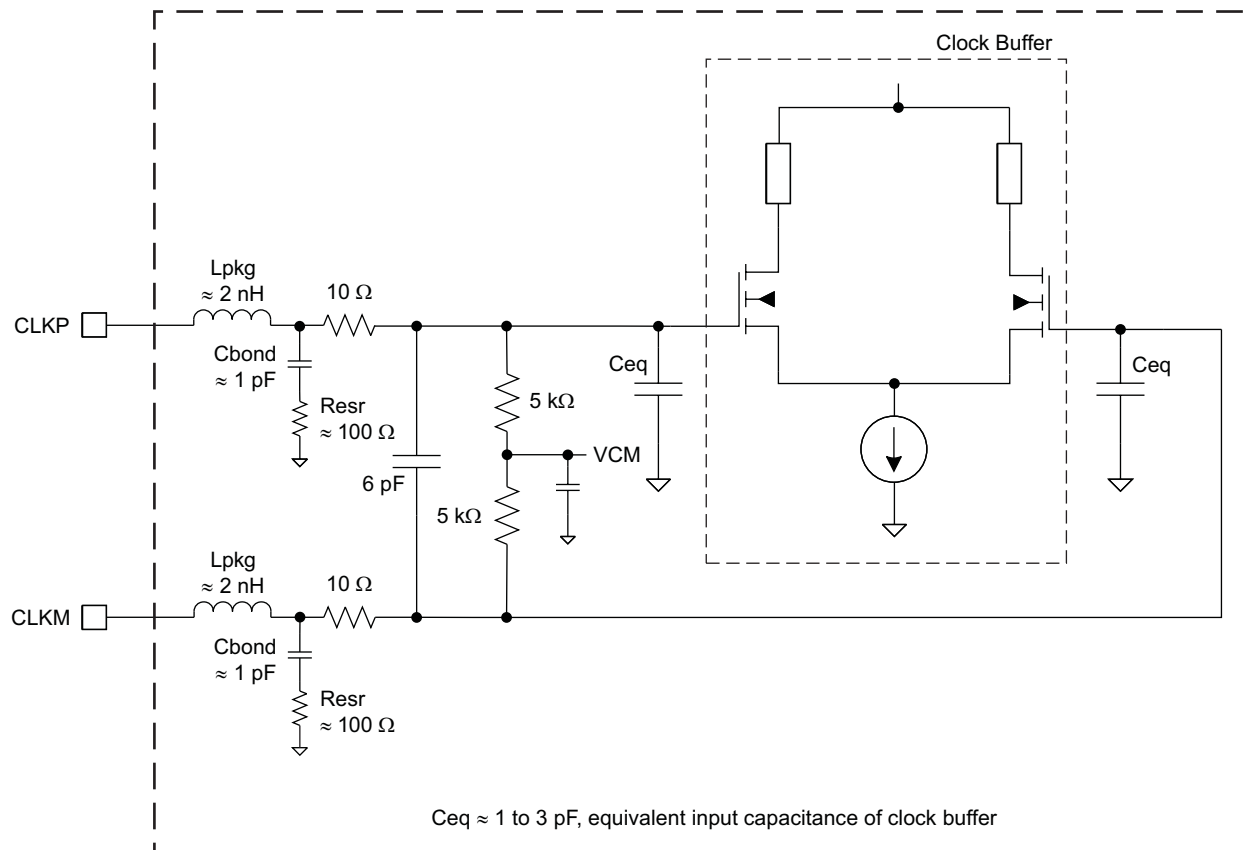 Clock Buffer
Lpkg
≈ 2 nH
10 Ω
CLKP
Cbond
≈ 1 pF
Resr
≈ 100 Ω
6 pF
5 kΩ
VCM
5 kΩ
Ceq
Ceq
Lpkg
≈ 2 nH
10 Ω
CLKM
Cbond
≈ 1 pF
Resr
≈ 100 Ω
Ceq ≈ 1 to 3 pF, equivalent input capacitance of clock buffer